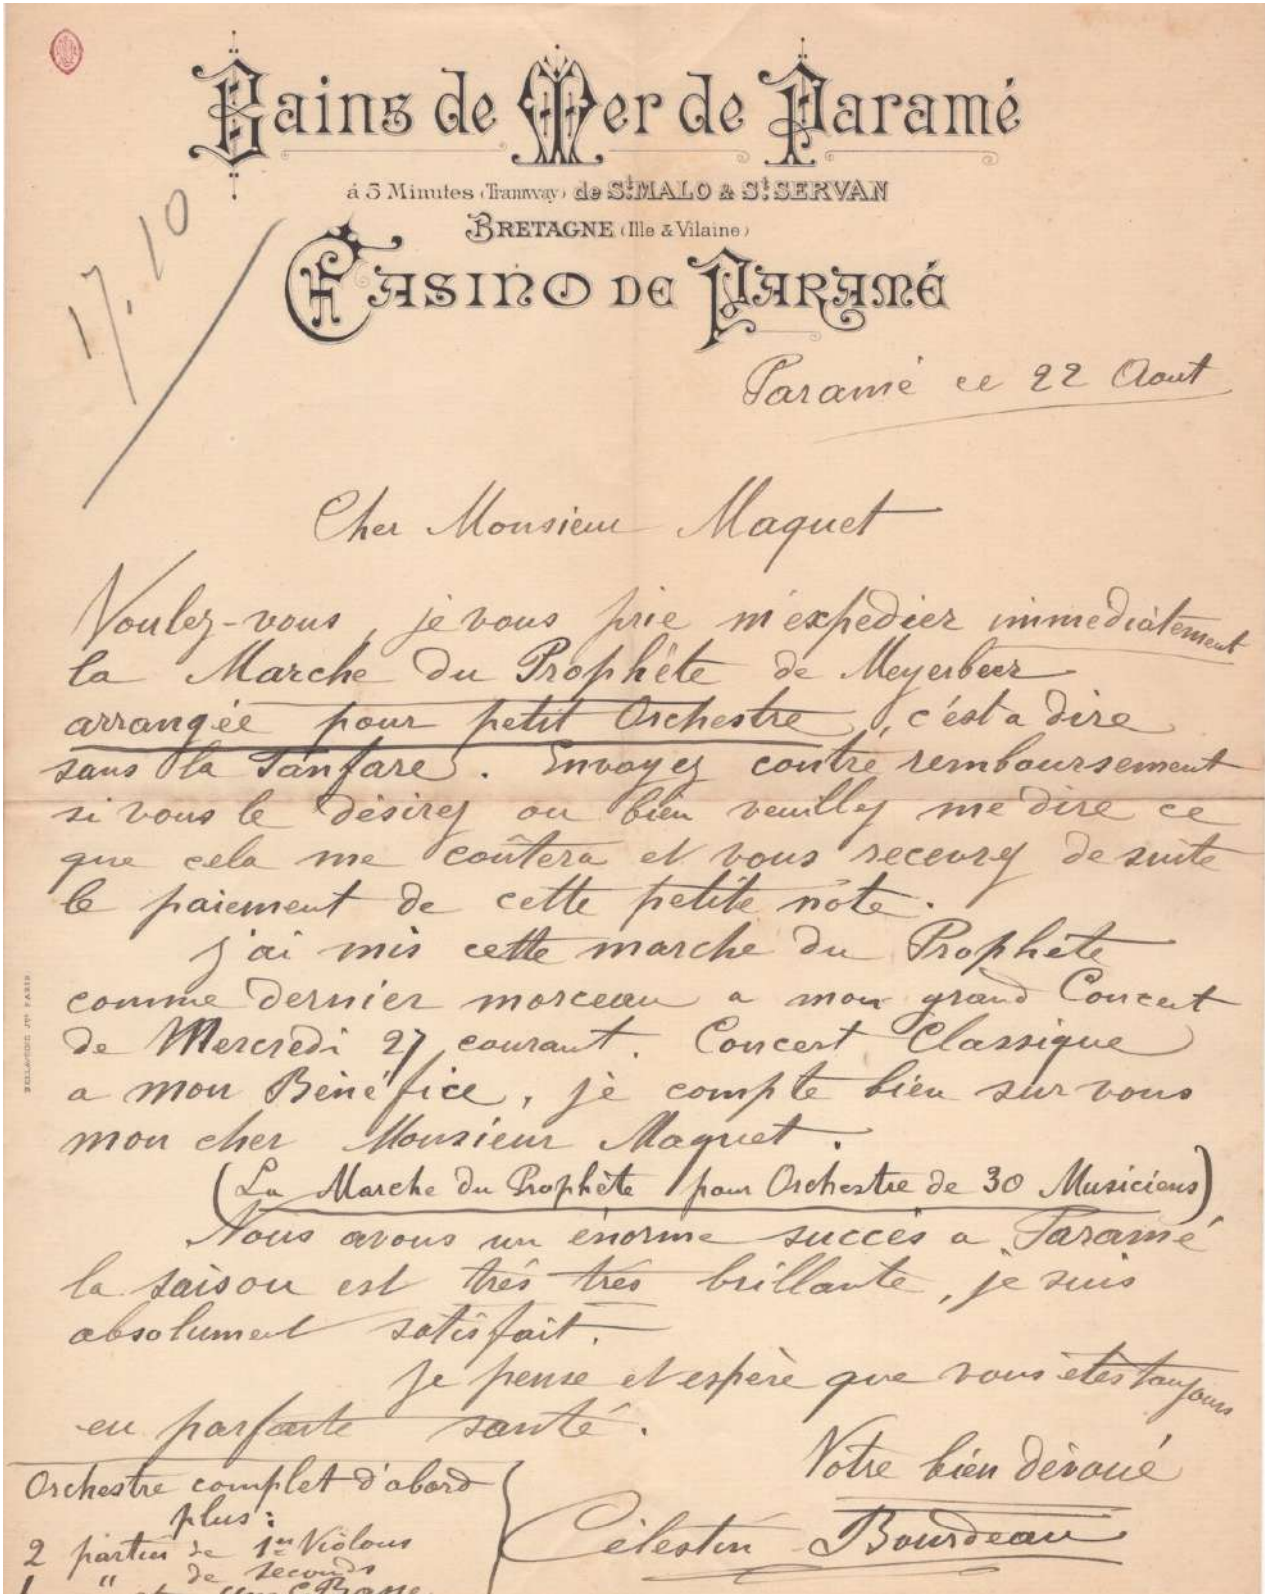 Bains de Mer de Paramé
á 5 Minutes (Tramway) de St. MALO & St. SERVAN
BRETAGNE (Ille & Vilaine)
CASINO DE PARAMÉ
17.10
Paramé ce 22 Aout
Cher Monsieur Maquet
Voulez-vous, je vous prie m'expedier immediatement
la Marche du Prophète de Meyerbeer
arrangée pour petit Orchestre, c'est a dire
sans la Fanfare. Envoyez contre remboursement
si vous le désirez ou bien veuillez me dire ce
que cela me coûtera et vous recevrez de suite
le paiement de cette petite note.
J'ai mis cette marche du Prophète
comme dernier morceau a mon grand Concert
de Mercredi 27 courant. Concert Classique
a mon Bénéfice, je compte bien sur vous
mon cher Monsieur Maquet.
(La Marche du Prophète pour Orchestre de 30 Musiciens)
Nous avons un énorme succès a Paramé
la saison est très très brillante, je suis
absolument satisfait.
Je pense et espère que vous êtes toujours
en parfaite santé.
Votre bien dévoué
Célestin Bourdeau
Orchestre complet d'abord
plus:
2 parties de 1ers Violons
1 " de seconds